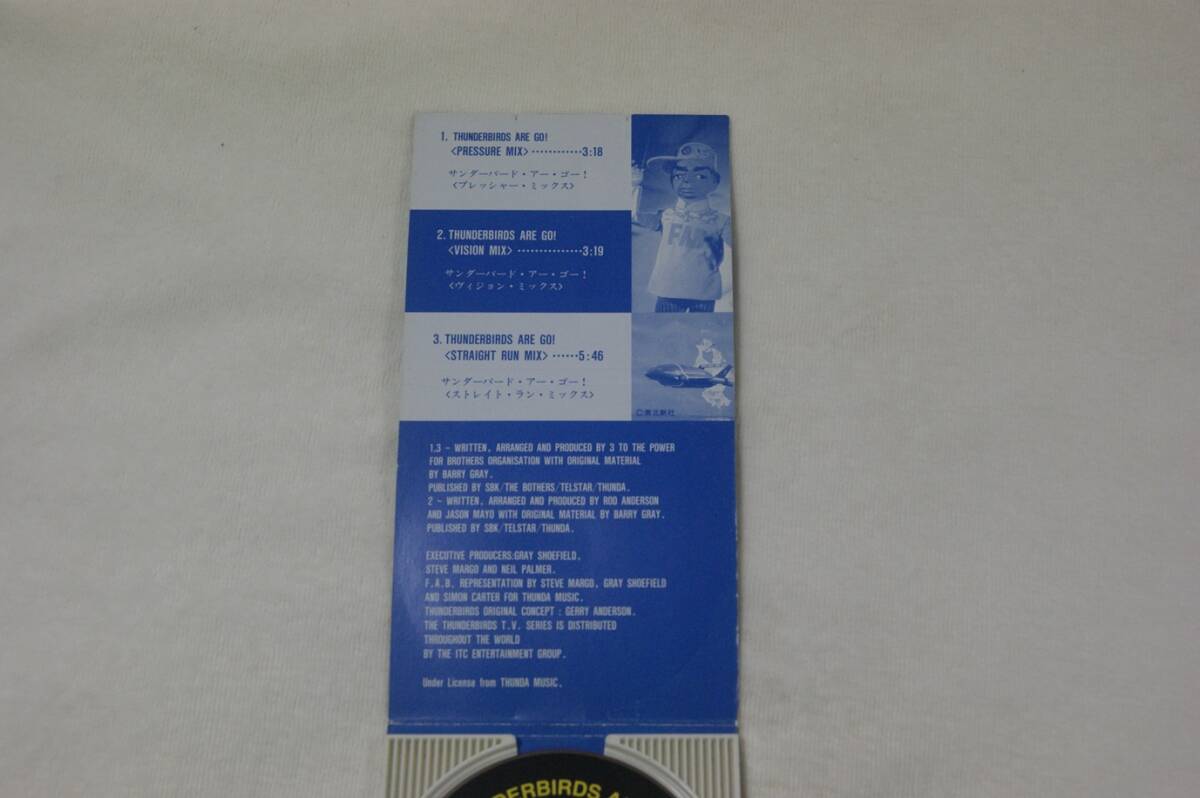 1. THUNDERBIRDS ARE GO!
〈PRESSURE MIX〉············3:18
サンダーバード・アー・ゴー!
〈プレッシャー・ミックス〉
2. THUNDERBIRDS ARE GO!
〈VISION MIX〉···············3:19
サンダーバード・アー・ゴー!
〈ヴィジョン・ミックス〉
3. THUNDERBIRDS ARE GO!
〈STRAIGHT RUN MIX〉······5:46
サンダーバード・アー・ゴー!
〈ストレイト・ラン・ミックス〉
©東北新社
1.3 - WRITTEN, ARRANGED AND PRODUCED BY 3 TO THE POWER
FOR BROTHERS ORGANISATION WITH ORIGINAL MATERIAL
BY BARRY GRAY.
PUBLISHED BY SBK/THE BOTHERS/TELSTAR/THUNDA.
2 - WRITTEN, ARRANGED AND PRODUCED BY ROD ANDERSON
AND JASON MAYO WITH ORIGINAL MATERIAL BY BARRY GRAY.
PUBLISHED BY SBK/TELSTAR/THUNDA.
EXECUTIVE PRODUCERS:GRAY SHOEFIELD,
STEVE MARGO AND NEIL PALMER.
F.A.B. REPRESENTATION BY STEVE MARGO, GRAY SHOEFIELD
AND SIMON CARTER FOR THUNDA MUSIC.
THUNDERBIRDS ORIGINAL CONCEPT : GERRY ANDERSON.
THE THUNDERBIRDS T.V. SERIES IS DISTRIBUTED
THROUGHOUT THE WORLD
BY THE ITC ENTERTAINMENT GROUP.
Under License from THUNDA MUSIC.